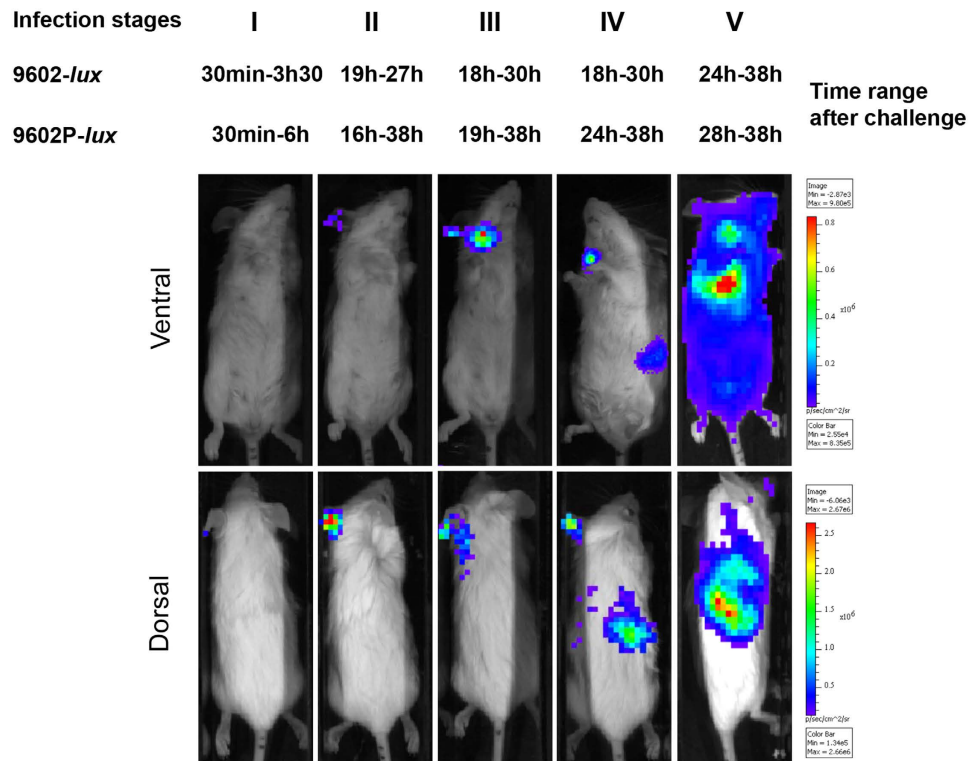 Infection stages I II III IV V
9602-lux 30min-3h30 19h-27h 18h-30h 18h-30h 24h-38h
Time range
after challenge
9602P-lux 30min-6h 16h-38h 19h-38h 24h-38h 28h-38h
Ventral
Image
Min = -2.87e3
Max = 9.80e5
0.8
0.6
0.4
x10^6
0.2
p/sec/cm^2/sr
Color Bar
Min = 2.55e4
Max = 8.35e5
Dorsal
Image
Min = -6.06e3
Max = 2.67e6
2.5
2.0
1.5
x10^6
1.0
0.5
p/sec/cm^2/sr
Color Bar
Min = 1.34e5
Max = 2.66e6